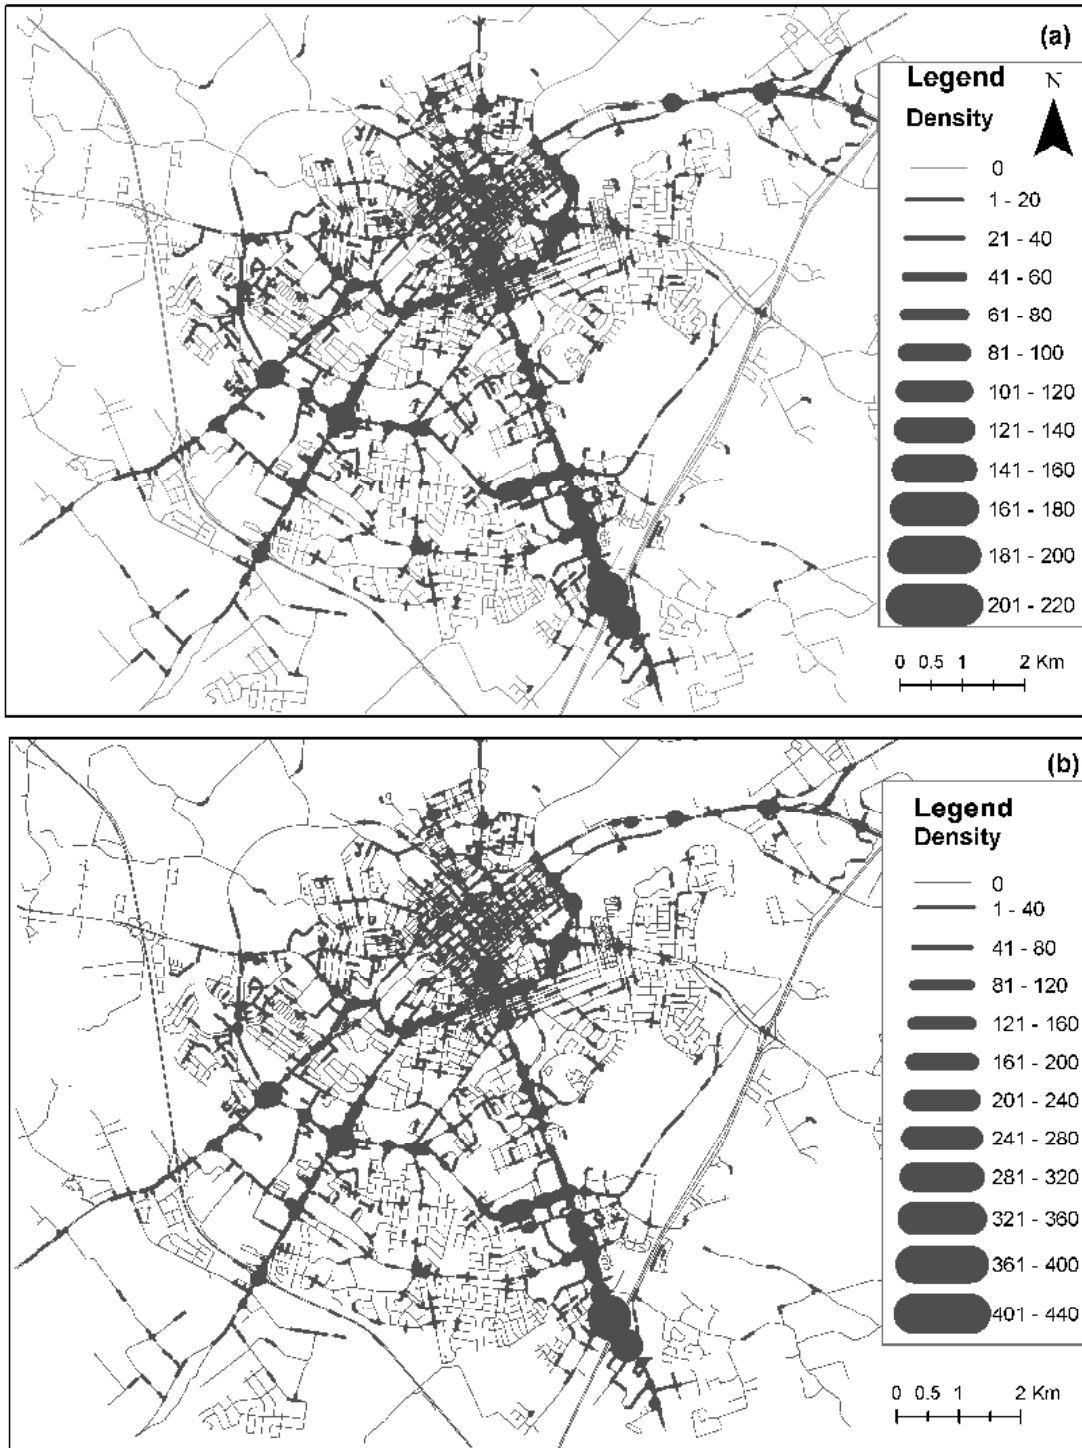 (a)
Legend
N
Density
0
1 - 20
21 - 40
41 - 60
61 - 80
81 - 100
101 - 120
121 - 140
141 - 160
161 - 180
181 - 200
201 - 220
0 0.5 1 2 Km
(b)
Legend
Density
0
1 - 40
41 - 80
81 - 120
121 - 160
161 - 200
201 - 240
241 - 280
281 - 320
321 - 360
361 - 400
401 - 440
0 0.5 1 2 Km